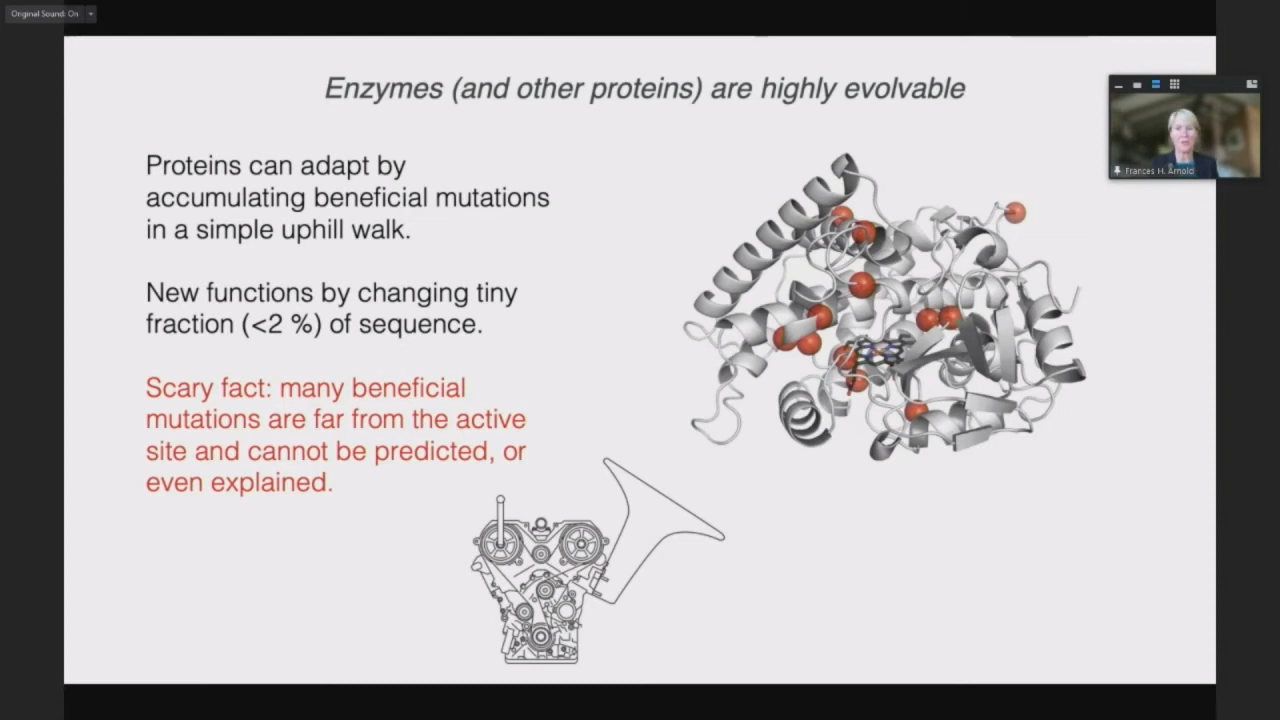 Original Sound: On
Enzymes (and other proteins) are highly evolvable
Proteins can adapt by
accumulating beneficial mutations
in a simple uphill walk.
New functions by changing tiny
fraction (<2 %) of sequence.
Scary fact: many beneficial
mutations are far from the active
site and cannot be predicted, or
even explained.
Frances H. Arnold